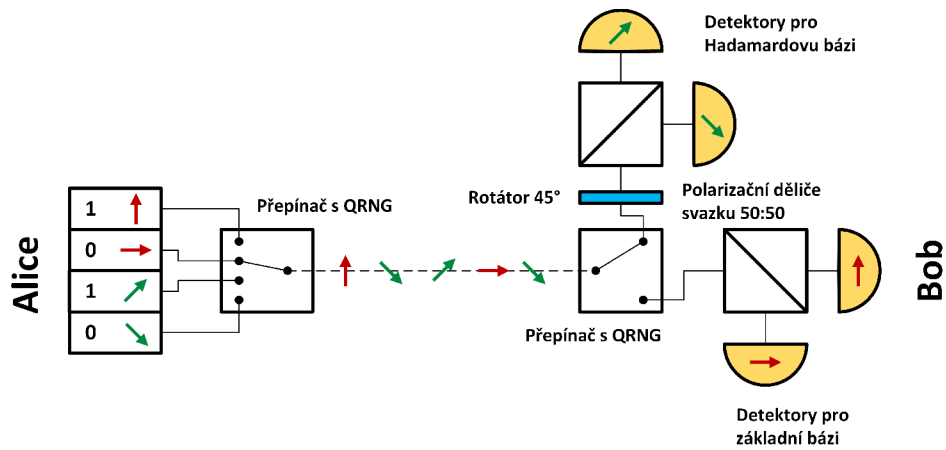 Detektory pro
Hadamardovu bázi
Rotátor 45°
Polarizační děliče
svazku 50:50
Přepínač s QRNG
Alice
1
0
1
0
Bob
Přepínač s QRNG
Detektory pro
základní bázi